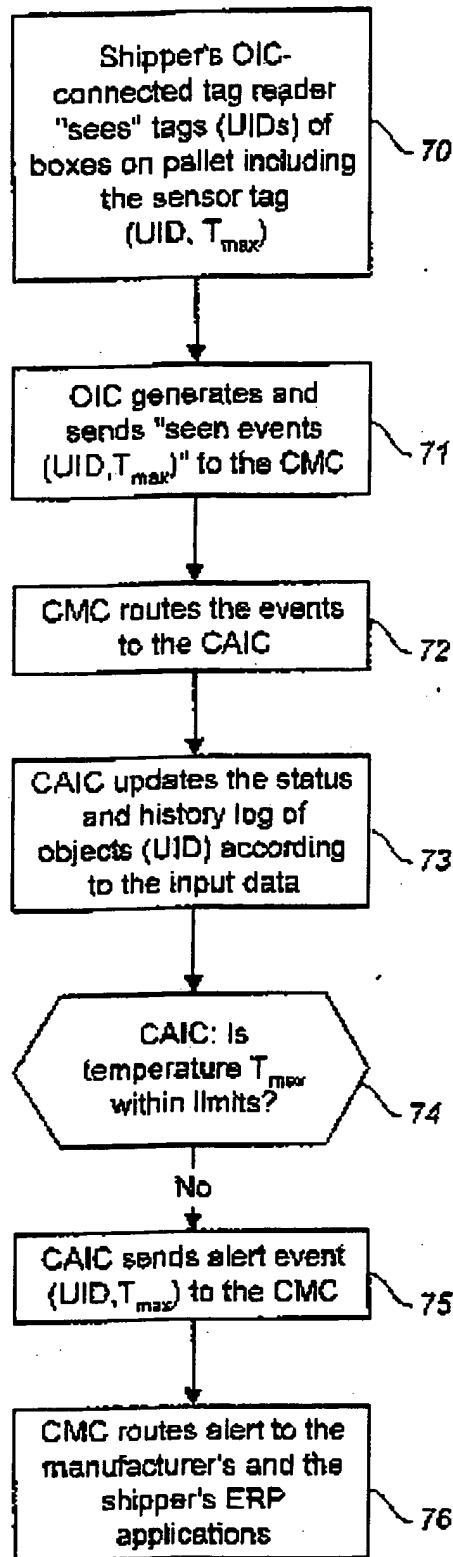 Shipper's OIC-
connected tag reader
"sees" tags (UIDs) of
boxes on pallet including
the sensor tag
(UID, Tmax)
70
OIC generates and
sends "seen events
(UID,Tmax)" to the CMC
71
CMC routes the events
to the CAIC
72
CAIC updates the status
and history log of
objects (UID) according
to the input data
73
CAIC: Is
temperature Tmax
within limits?
74
No
CAIC sends alert event
(UID,Tmax) to the CMC
75
CMC routes alert to the
manufacturer's and the
shipper's ERP
applications
76